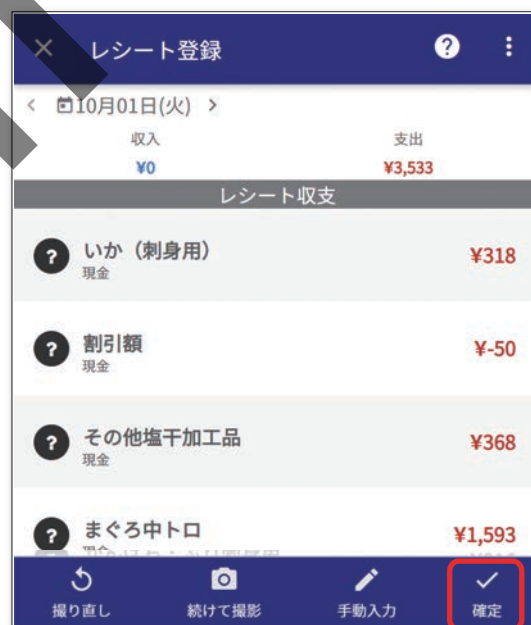 レシート登録
10月01日(火)
収入 支出
¥0 ¥3,533
レシート収支
いか（刺身用） ¥318
現金
割引額 ¥-50
現金
その他塩干加工品 ¥368
現金
まぐろ中トロ ¥1,593
撮り直し 続けて撮影 手動入力 確定